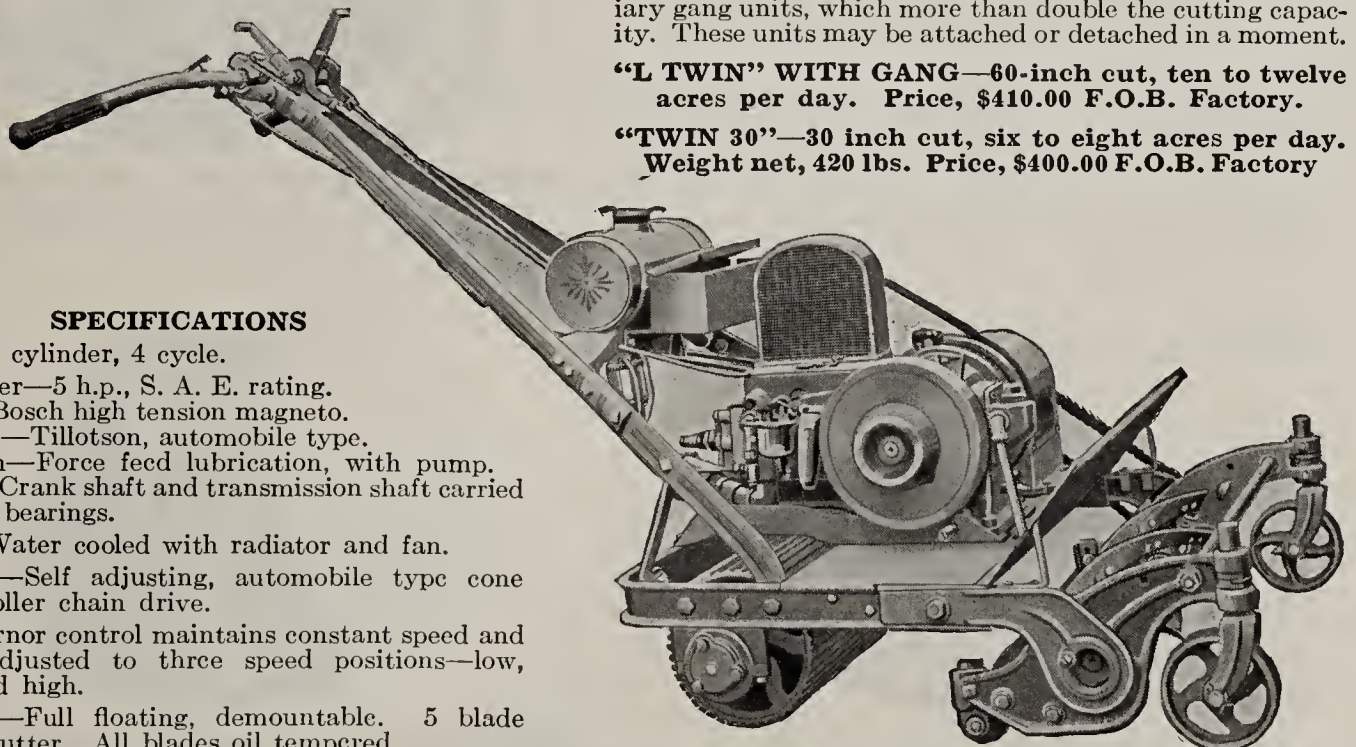 iary gang units, which more than double the cutting capac-
ity. These units may be attached or detached in a moment.
“L TWIN” WITH GANG—60-inch cut, ten to twelve
acres per day. Price, $410.00 F.O.B. Factory.
“TWIN 30”—30 inch cut, six to eight acres per day.
Weight net, 420 lbs. Price, $400.00 F.O.B. Factory
SPECIFICATIONS
cylinder, 4 cycle.
er—5 h.p., S. A. E. rating.
Bosch high tension magneto.
—Tillotson, automobile type.
n—Force feed lubrication, with pump.
Crank shaft and transmission shaft carried
bearings.
Water cooled with radiator and fan.
—Self adjusting, automobile type cone
oller chain drive.
rnor control maintains constant speed and
djusted to three speed positions—low,
d high.
—Full floating, demountable. 5 blade
utter. All blades oil tempered